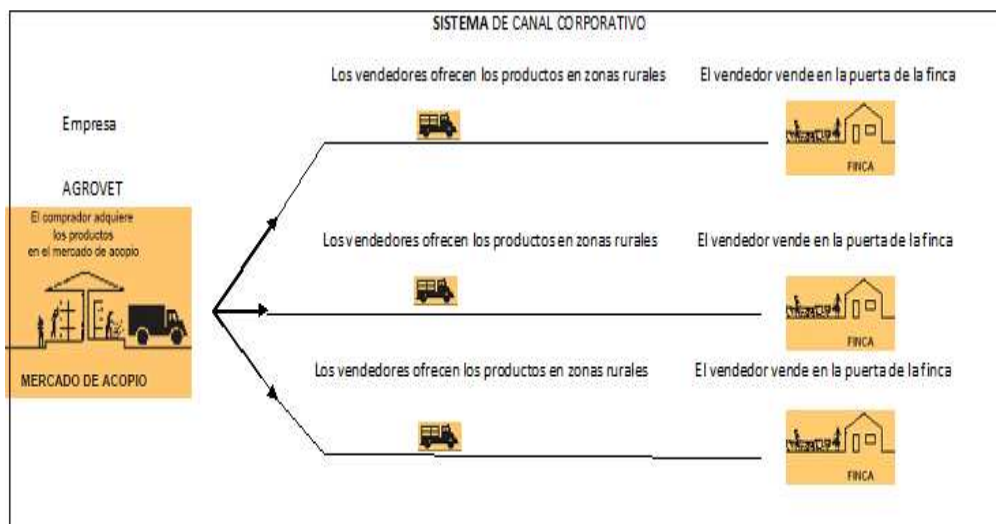 SISTEMA DE CANAL CORPORATIVO
Los vendedores ofrecen los productos en zonas rurales
El vendedor vende en la puerta de la finca
Empresa
FINCA
AGROVET
El comprador adquiere
los productos
en el mercado de acopio
Los vendedores ofrecen los productos en zonas rurales
El vendedor vende en la puerta de la finca
FINCA
MERCADO DE ACOPIO
Los vendedores ofrecen los productos en zonas rurales
El vendedor vende en la puerta de la finca
FINCA